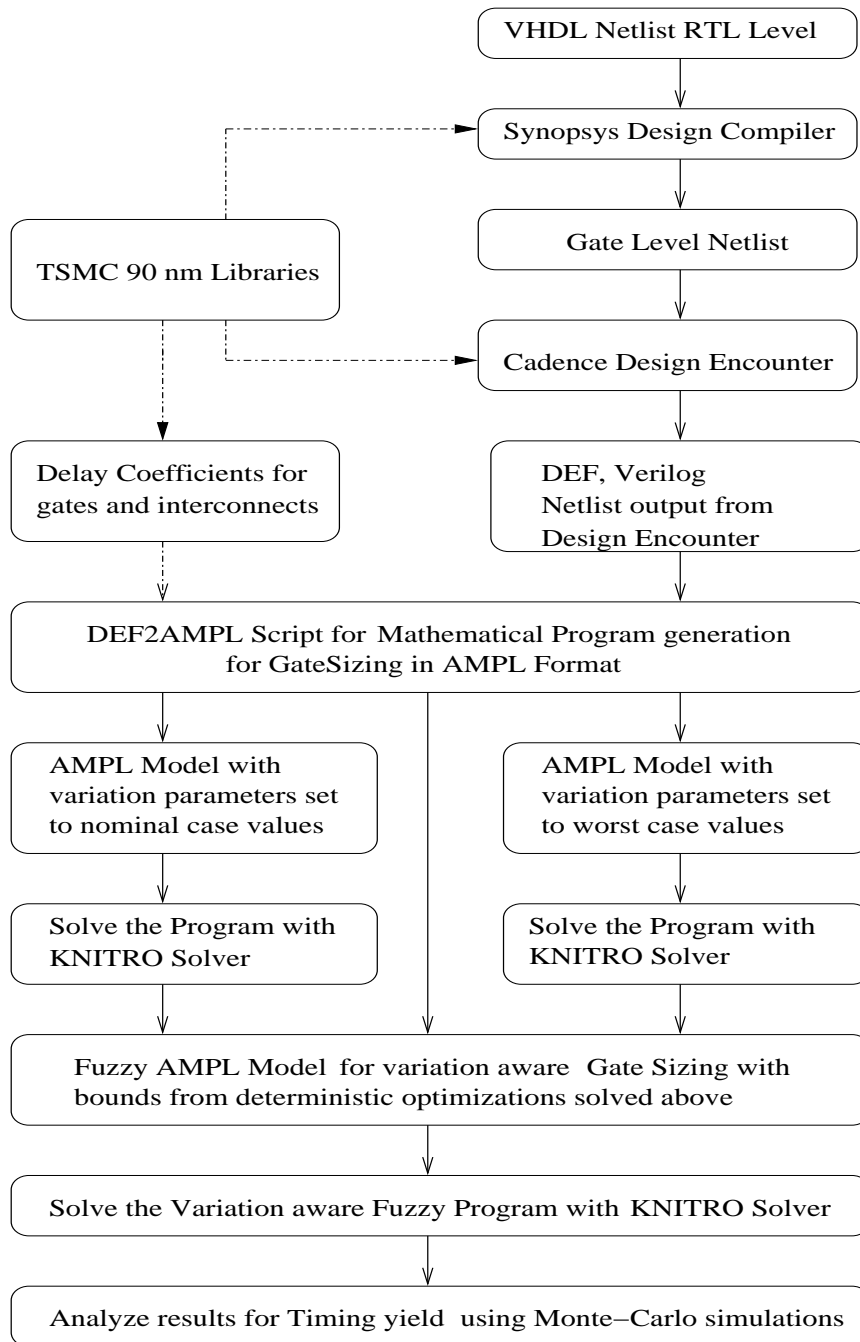 VHDL Netlist RTL Level
Synopsys Design Compiler
Gate Level Netlist
TSMC 90 nm Libraries
Cadence Design Encounter
Delay Coefficients for
gates and interconnects
DEF, Verilog
Netlist output from
Design Encounter
DEF2AMPL Script for Mathematical Program generation
for GateSizing in AMPL Format
AMPL Model with
variation parameters set
to nominal case values
AMPL Model with
variation parameters set
to worst case values
Solve the Program with
KNITRO Solver
Solve the Program with
KNITRO Solver
Fuzzy AMPL Model for variation aware Gate Sizing with
bounds from deterministic optimizations solved above
Solve the Variation aware Fuzzy Program with KNITRO Solver
Analyze results for Timing yield using Monte−Carlo simulations